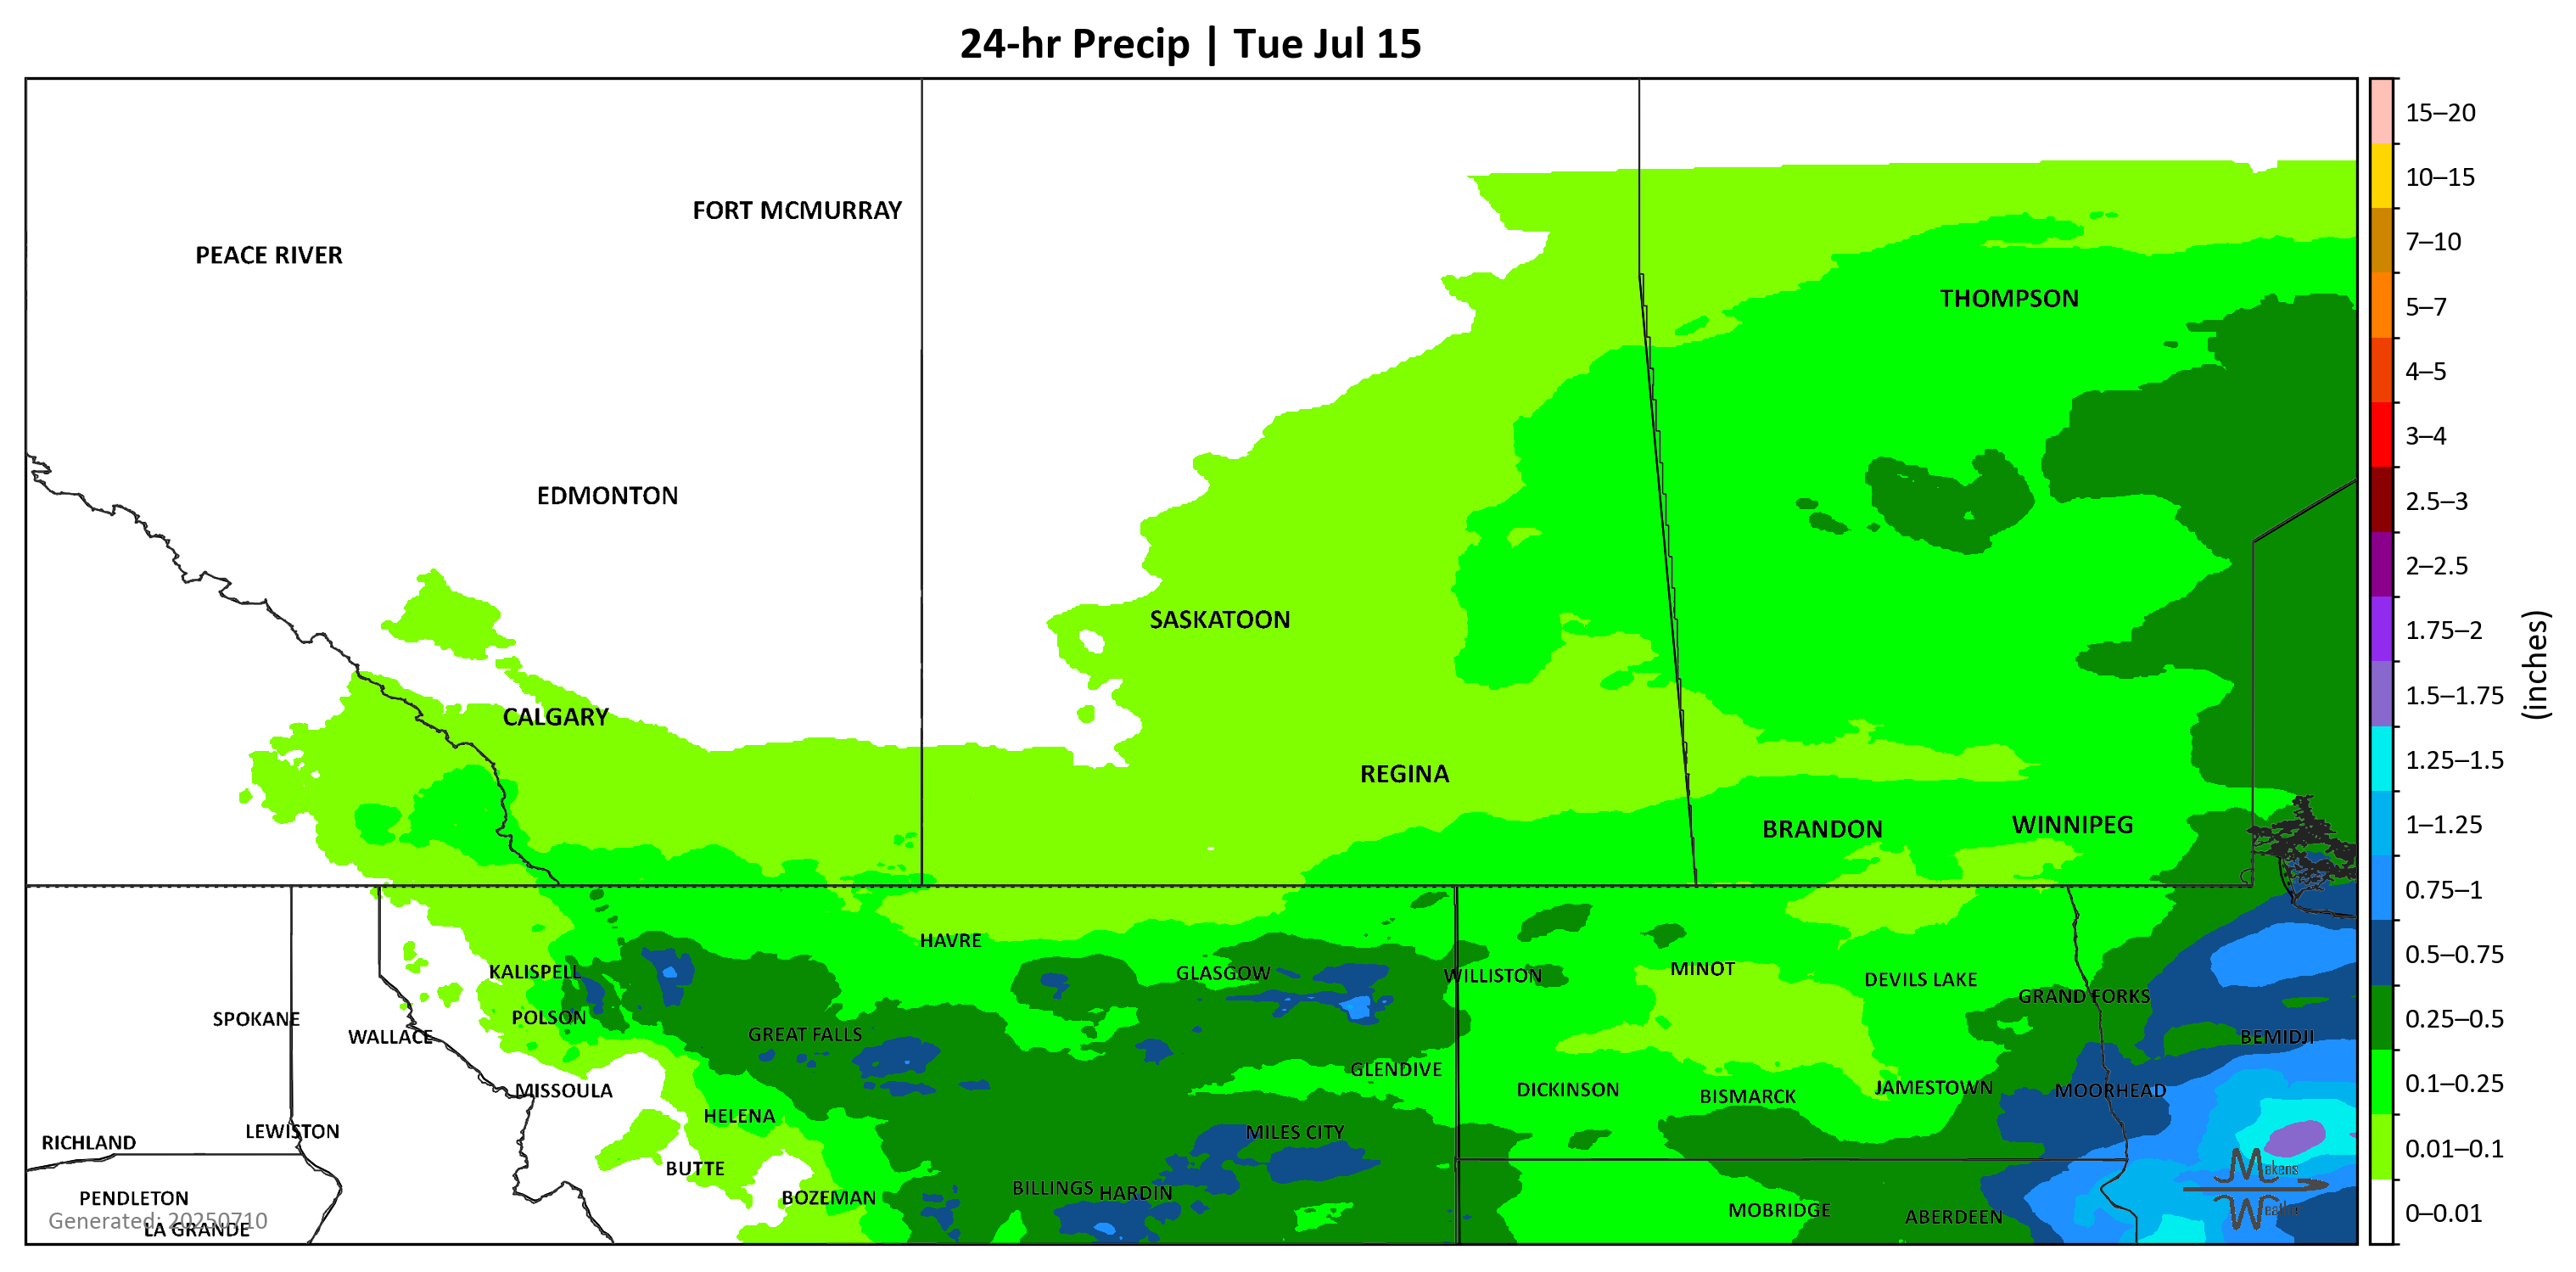 24-hr Precip | Tue Jul 15
FORT MCMURRAY
PEACE RIVER
THOMPSON
EDMONTON
SASKATOON
CALGARY
REGINA
BRANDON
WINNIPEG
HAVRE
KALISPELL
GLASGOW
WILLISTON
MINOT
DEVILS LAKE
GRAND FORKS
SPOKANE
POLSON
WALLACE
GREAT FALLS
BEMIDJI
GLENDIVE
MISSOULA
DICKINSON
BISMARCK
JAMESTOWN
MOORHEAD
HELENA
RICHLAND
LEWISTON
MILES CITY
BUTTE
BILLINGS
HARDIN
PENDLETON
BOZEMAN
MOBRIDGE
ABERDEEN
Generated: 20250710
LA GRANDE
Makens
Weather
15–20
10–15
7–10
5–7
4–5
3–4
2.5–3
2–2.5
1.75–2
1.5–1.75
1.25–1.5
1–1.25
0.75–1
0.5–0.75
0.25–0.5
0.1–0.25
0.01–0.1
0–0.01
(inches)